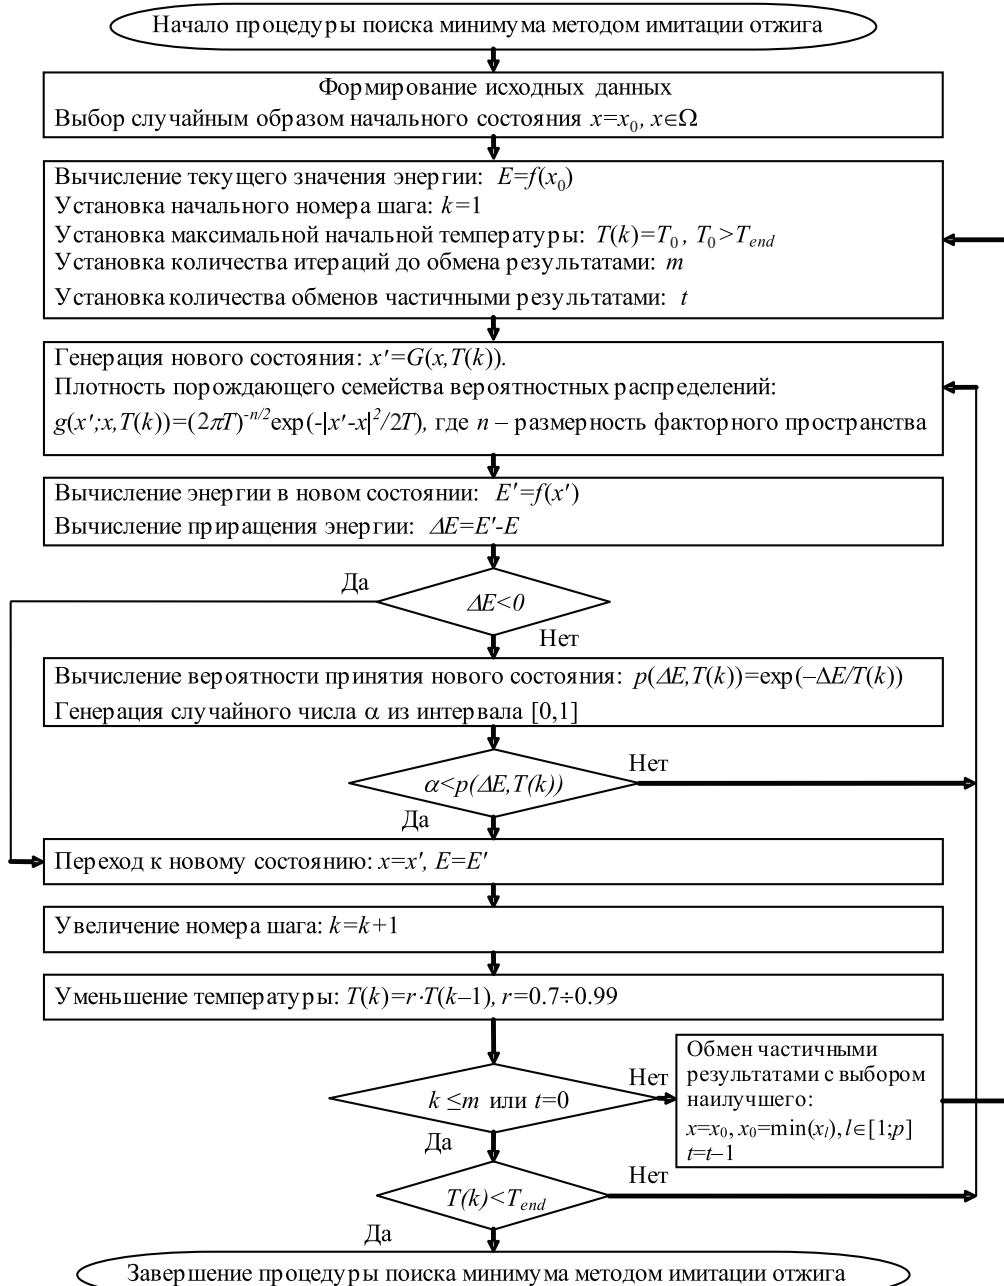 Начало процедуры поиска минимума методом имитации отжига
Формирование исходных данных
Выбор случайным образом начального состояния x=x₀, x∈Ω
Вычисление текущего значения энергии: E=f(x₀)
Установка начального номера шага: k=1
Установка максимальной начальной температуры: T(k)=T₀, T₀>T_end
Установка количества итераций до обмена результатами: m
Установка количества обменов частичными результатами: t
Генерация нового состояния: x'=G(x,T(k)).
Плотность порождающего семейства вероятностных распределений:
g(x';x,T(k))=(2πT)^-n/2 exp(-|x'-x|²/2T), где n – размерность факторного пространства
Вычисление энергии в новом состоянии: E'=f(x')
Вычисление приращения энергии: ΔE=E'-E
Да
ΔE<0
Нет
Вычисление вероятности принятия нового состояния: p(ΔE,T(k))=exp(–ΔE/T(k))
Генерация случайного числа α из интервала [0,1]
Нет
α<p(ΔE,T(k))
Да
Переход к новому состоянию: x=x', E=E'
Увеличение номера шага: k=k+1
Уменьшение температуры: T(k)=r·T(k–1), r=0.7÷0.99
Обмен частичными
результатами с выбором
наилучшего:
x=x₀, x₀=min(x_l), l∈[1;p]
t=t–1
Нет
k ≤m или t=0
Да
Нет
T(k)<T_end
Да
Завершение процедуры поиска минимума методом имитации отжига